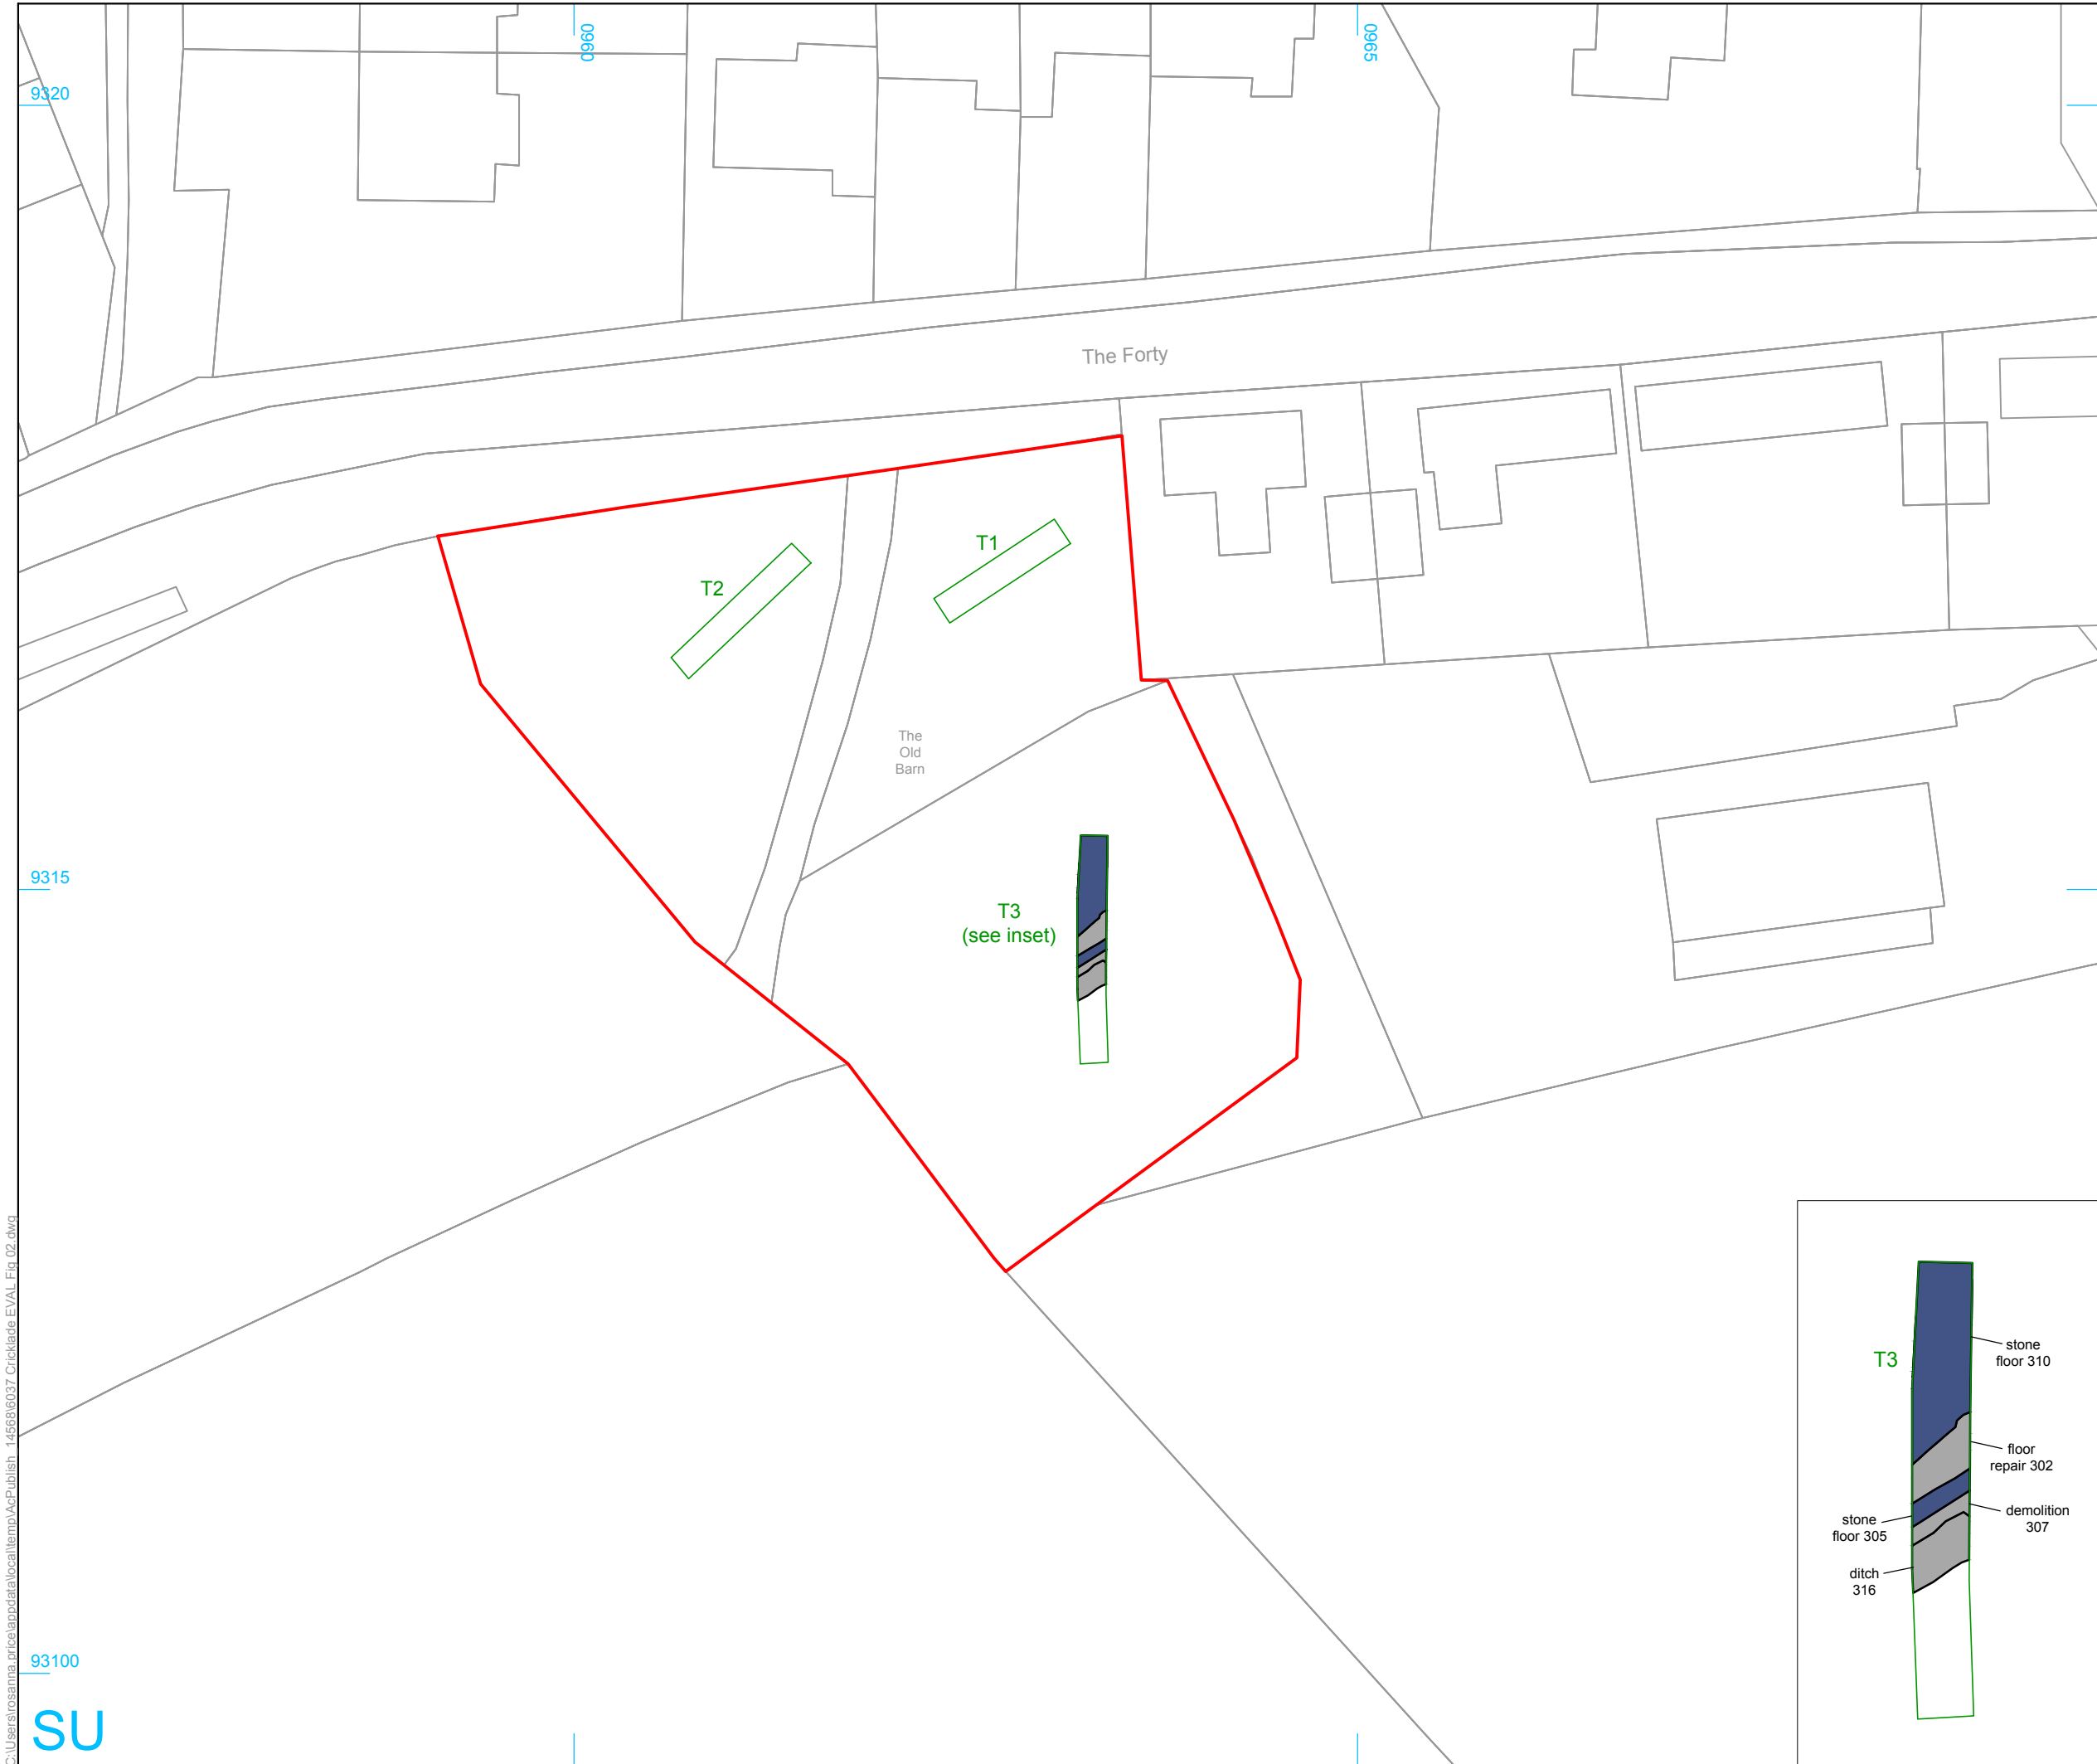 0960
0965
9320
The Forty
T1
T2
The
Old
Barn
9315
T3
(see inset)
T3
stone
floor 310
floor
repair 302
stone
floor 305
demolition
307
ditch
316
93100
SU
C:\Users\rosanna.price\appdata\local\temp\AcPublish_14568\6037 Cricklade EVAL Fig 02.dwg